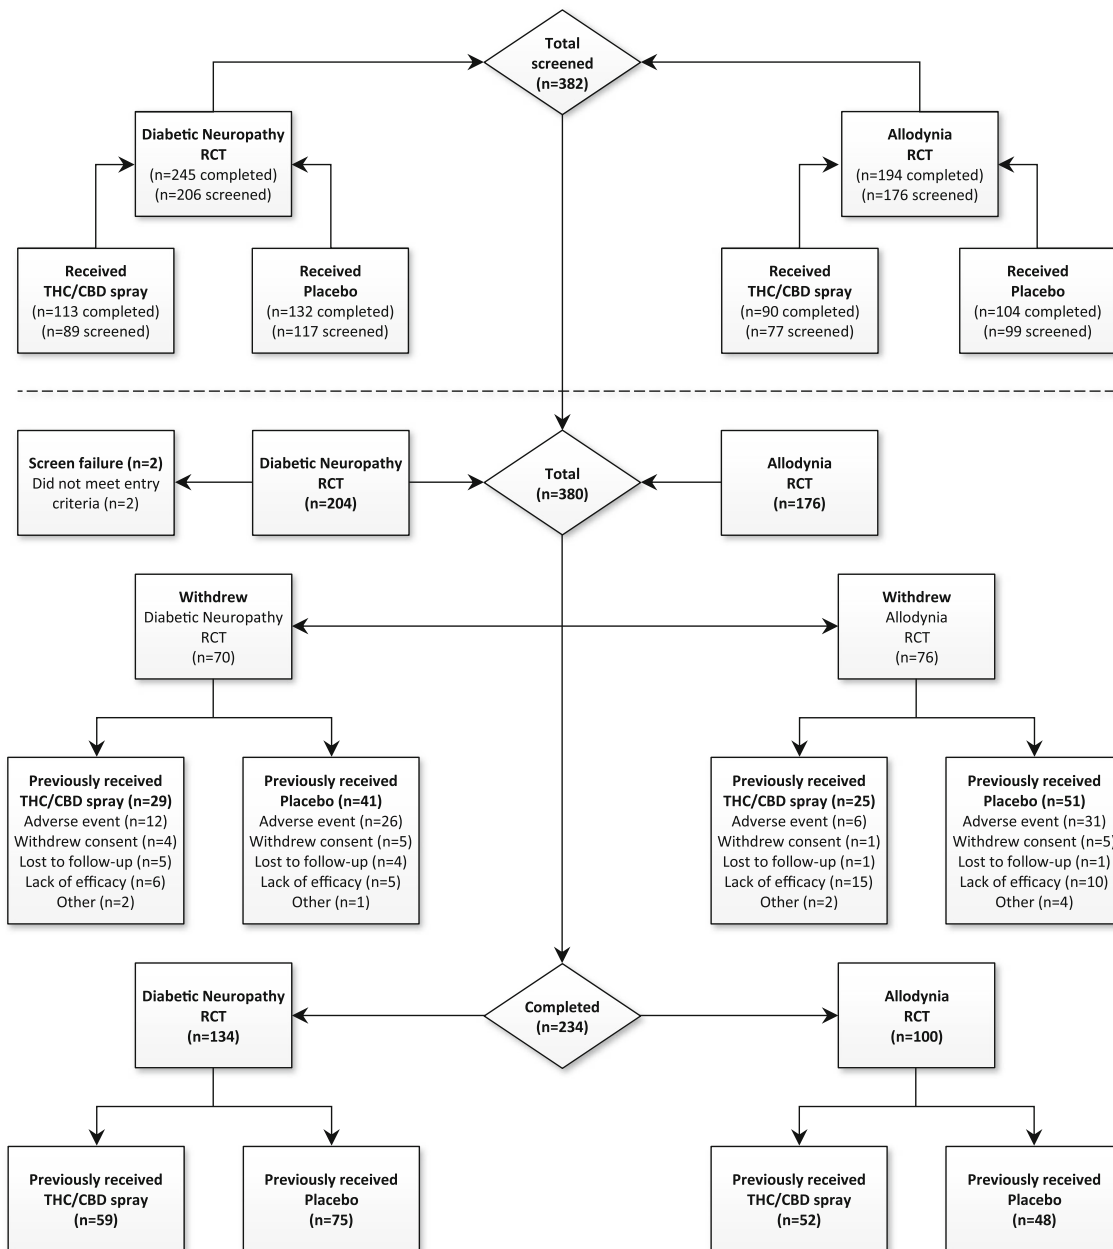 Total
screened
(n=382)
Diabetic Neuropathy
RCT
(n=245 completed)
(n=206 screened)
Allodynia
RCT
(n=194 completed)
(n=176 screened)
Received
THC/CBD spray
(n=113 completed)
(n=89 screened)
Received
Placebo
(n=132 completed)
(n=117 screened)
Received
THC/CBD spray
(n=90 completed)
(n=77 screened)
Received
Placebo
(n=104 completed)
(n=99 screened)
Screen failure (n=2)
Did not meet entry
criteria (n=2)
Diabetic Neuropathy
RCT
(n=204)
Total
(n=380)
Allodynia
RCT
(n=176)
Withdrew
Diabetic Neuropathy
RCT
(n=70)
Withdrew
Allodynia
RCT
(n=76)
Previously received
THC/CBD spray (n=29)
Adverse event (n=12)
Withdrew consent (n=4)
Lost to follow-up (n=5)
Lack of efficacy (n=6)
Other (n=2)
Previously received
Placebo (n=41)
Adverse event (n=26)
Withdrew consent (n=5)
Lost to follow-up (n=4)
Lack of efficacy (n=5)
Other (n=1)
Previously received
THC/CBD spray (n=25)
Adverse event (n=6)
Withdrew consent (n=1)
Lost to follow-up (n=1)
Lack of efficacy (n=15)
Other (n=2)
Previously received
Placebo (n=51)
Adverse event (n=31)
Withdrew consent (n=5)
Lost to follow-up (n=1)
Lack of efficacy (n=10)
Other (n=4)
Diabetic Neuropathy
RCT
(n=134)
Completed
(n=234)
Allodynia
RCT
(n=100)
Previously received
THC/CBD spray
(n=59)
Previously received
Placebo
(n=75)
Previously received
THC/CBD spray
(n=52)
Previously received
Placebo
(n=48)